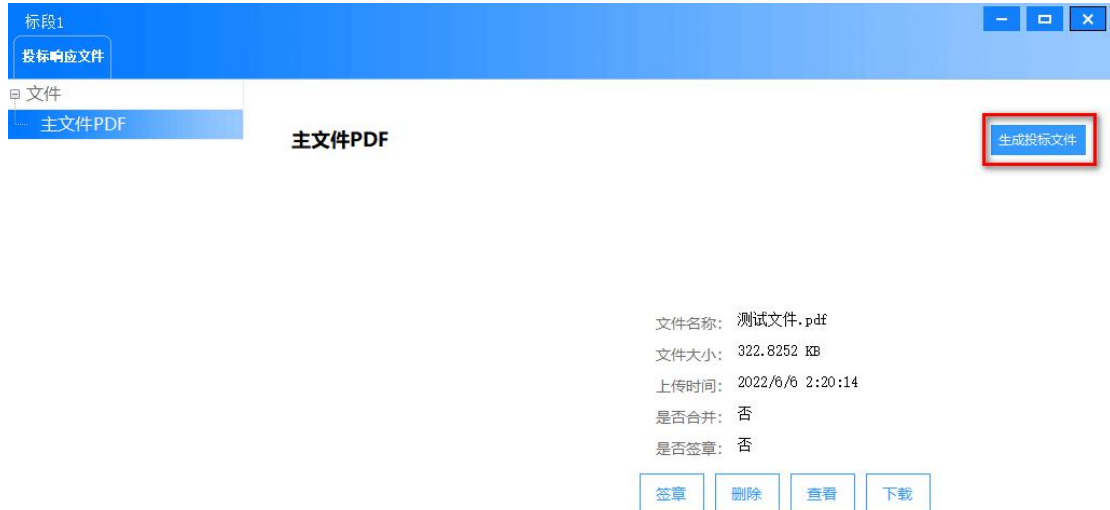 标段1
投标响应文件
文件
主文件PDF
主文件PDF
生成投标文件
文件名称： 测试文件.pdf
文件大小： 322.8252 KB
上传时间： 2022/6/6 2:20:14
是否合并： 否
是否签章： 否
签章 删除 查看 下载